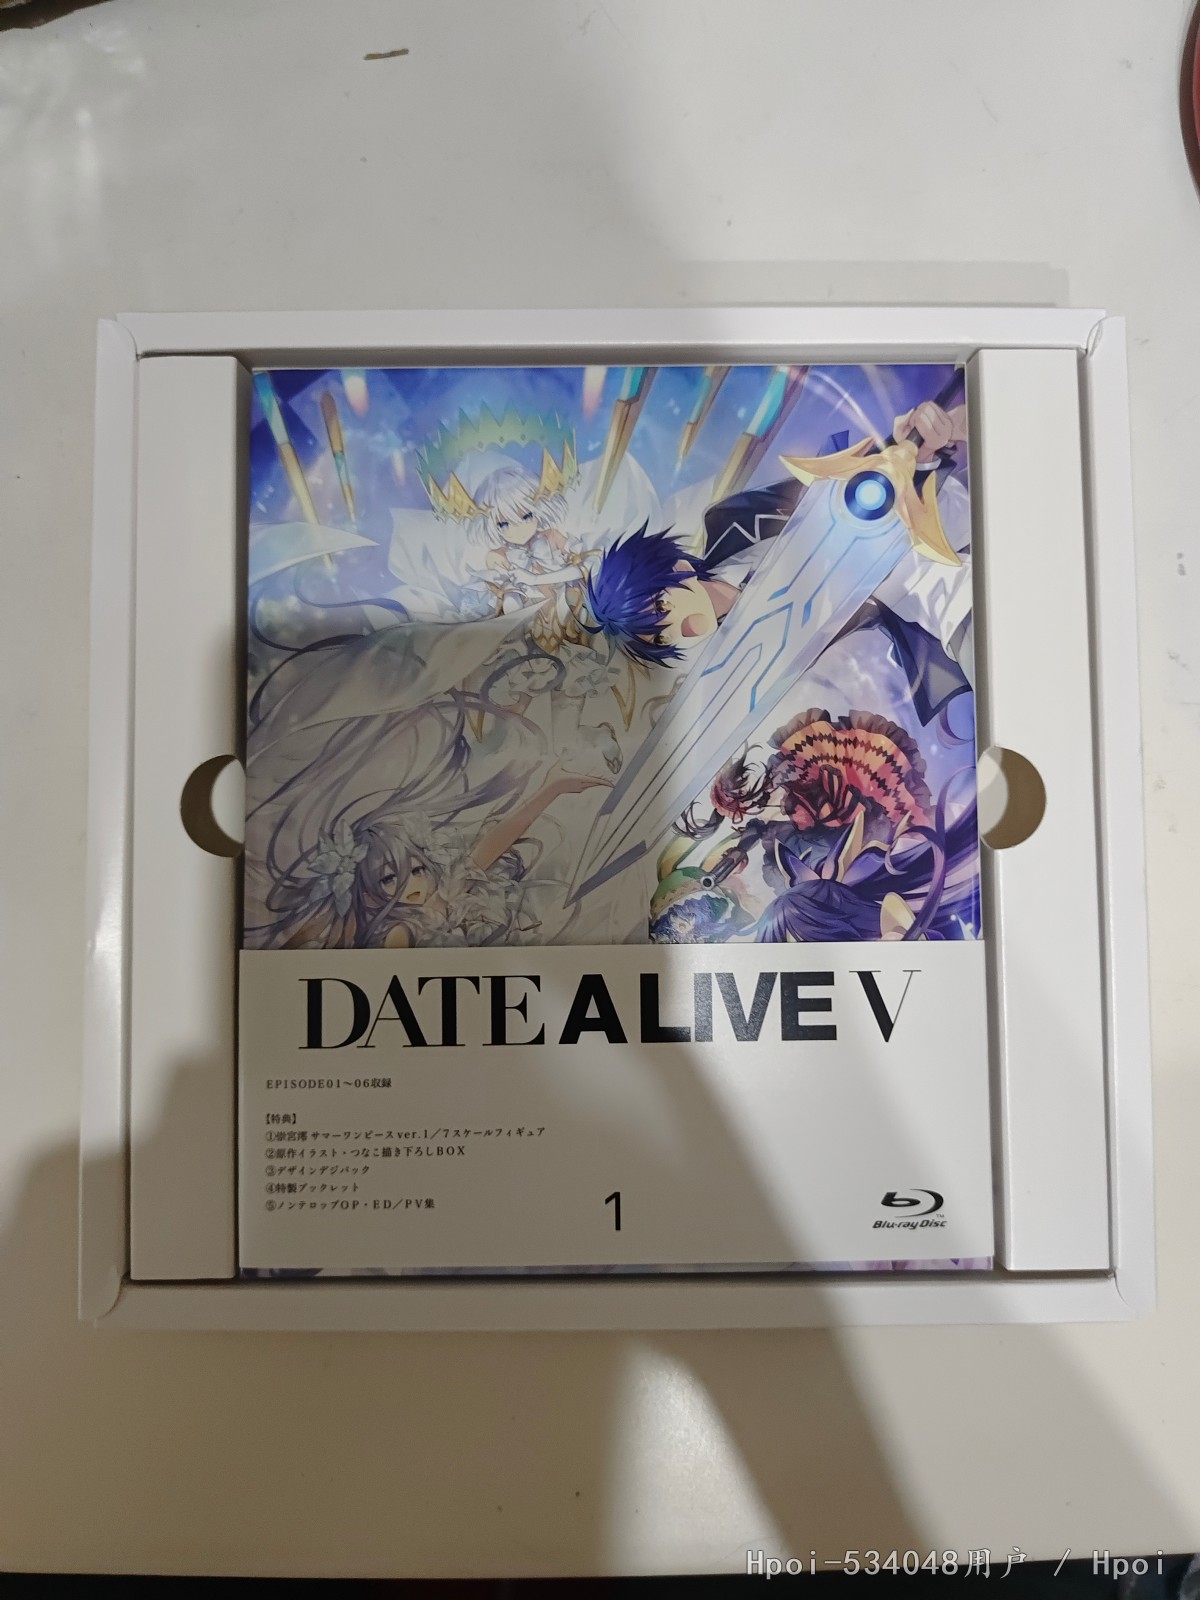 DATE A LIVE V
EPISODE01～06収録
【特典】
①崇宮澪 サマーワンピースver.1／7スケールフィギュア
②原作イラスト・つなこ描き下ろしBOX
③デザインデジパック
④特製ブックレット
⑤ノンテロップOP・ED／PV集
1
Blu-ray Disc™
Hpoi-534048用户 / Hpoi